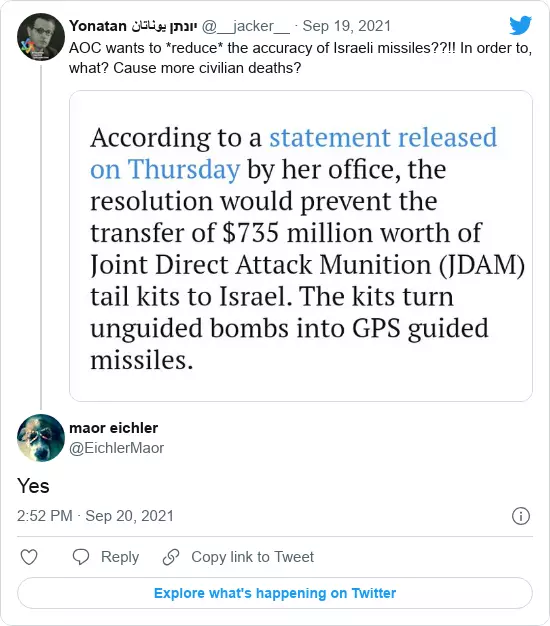 Yonatan יונתן يوناتان @__jacker__ · Sep 19, 2021
AOC wants to *reduce* the accuracy of Israeli missiles??!! In order to,
what? Cause more civilian deaths?
According to a statement released
on Thursday by her office, the
resolution would prevent the
transfer of $735 million worth of
Joint Direct Attack Munition (JDAM)
tail kits to Israel. The kits turn
unguided bombs into GPS guided
missiles.
maor eichler
@EichlerMaor
Yes
2:52 PM · Sep 20, 2021
Reply
Copy link to Tweet
Explore what's happening on Twitter